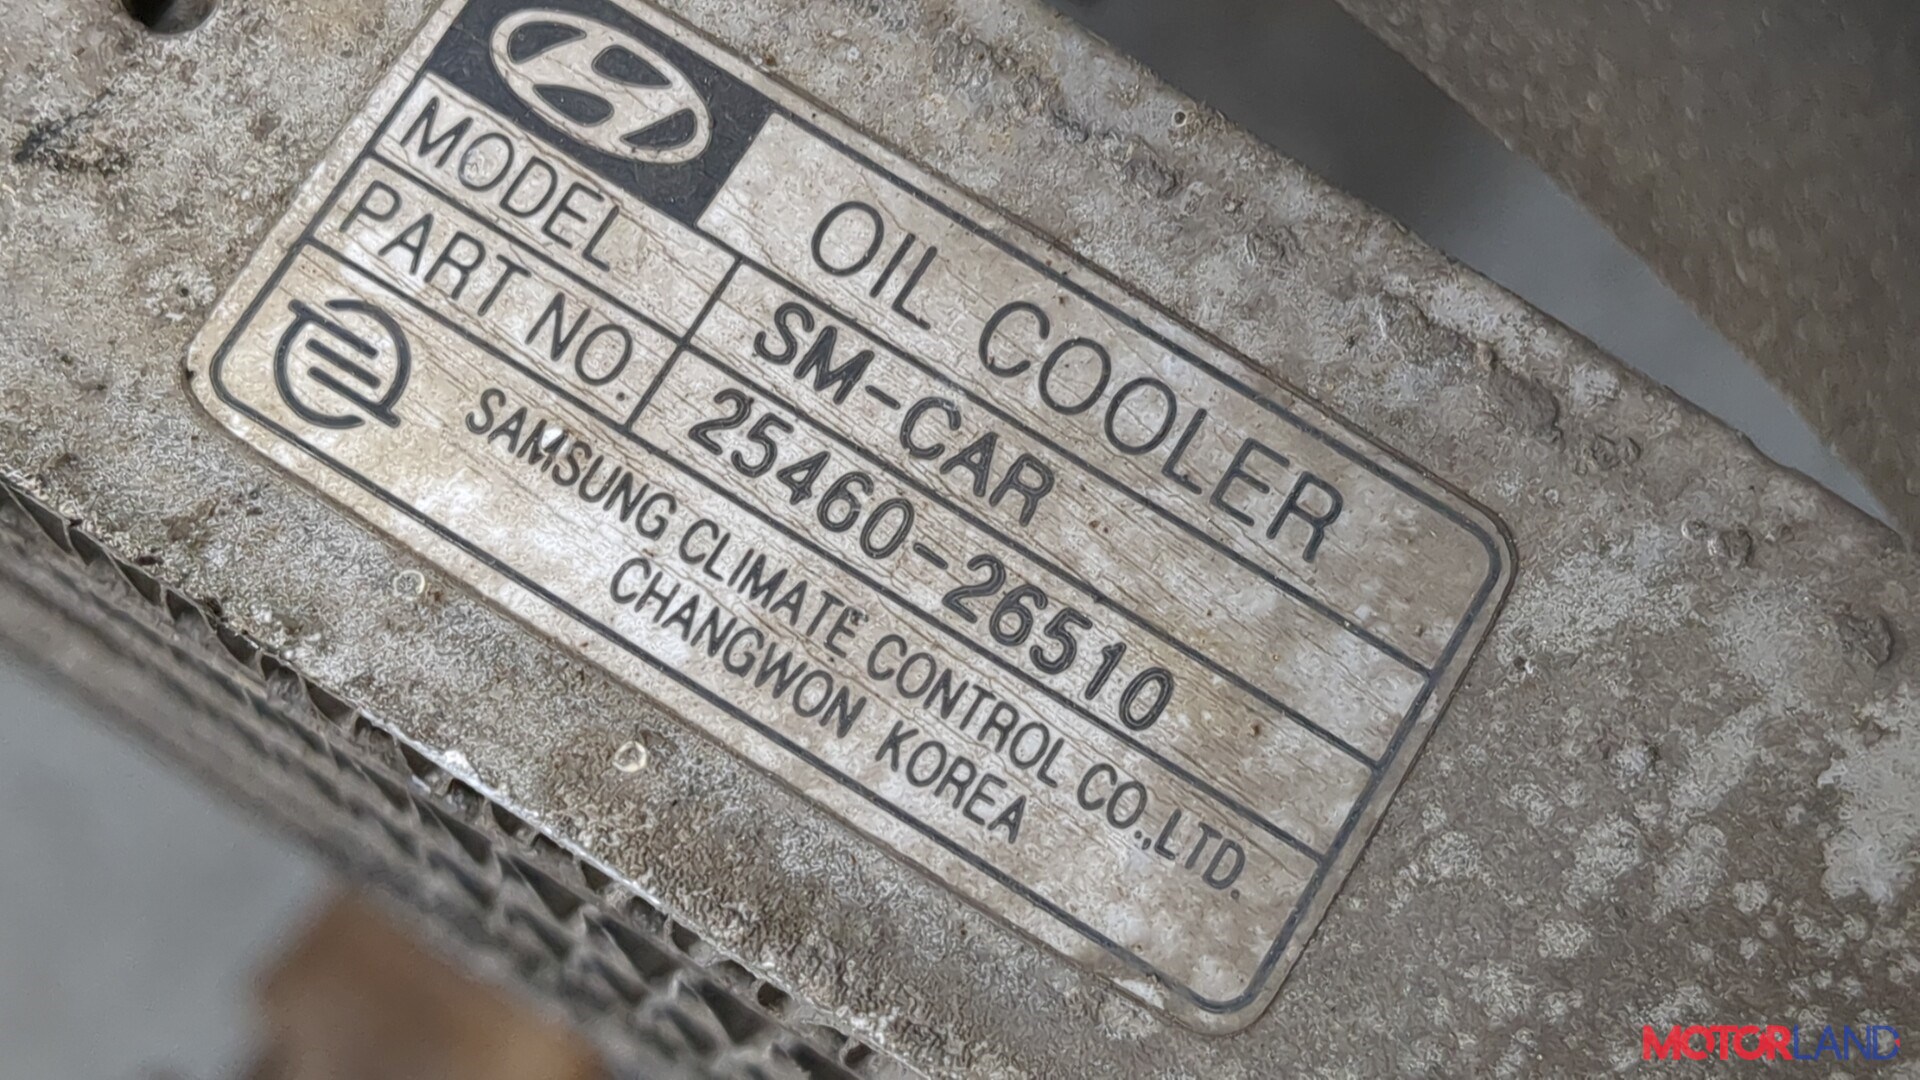 OIL COOLER
MODEL SM-CAR
PART NO. 25460-26510
SAMSUNG CLIMATE CONTROL CO.,LTD.
CHANGWON KOREA
MOTORLAND